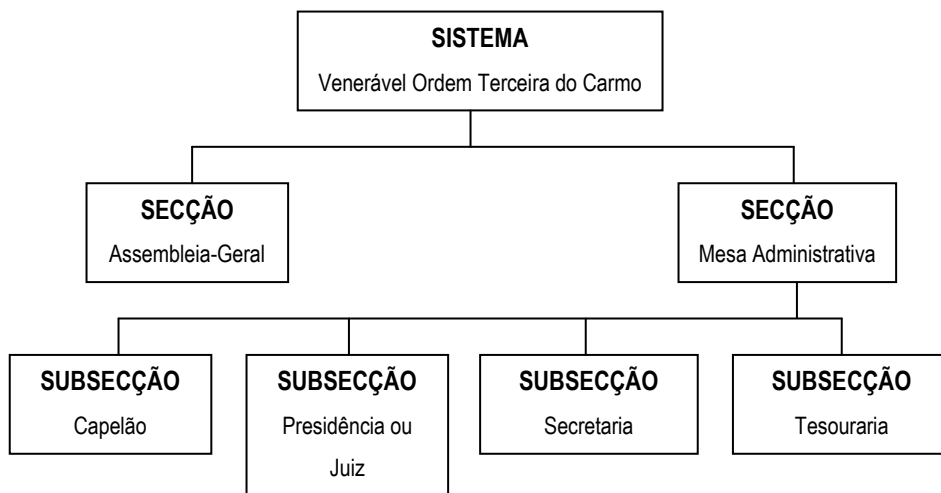 SISTEMA
Venerável Ordem Terceira do Carmo
SECÇÃO
Assembleia-Geral
SECÇÃO
Mesa Administrativa
SUBSECÇÃO
Capelão
SUBSECÇÃO
Presidência ou
Juiz
SUBSECÇÃO
Secretaria
SUBSECÇÃO
Tesouraria